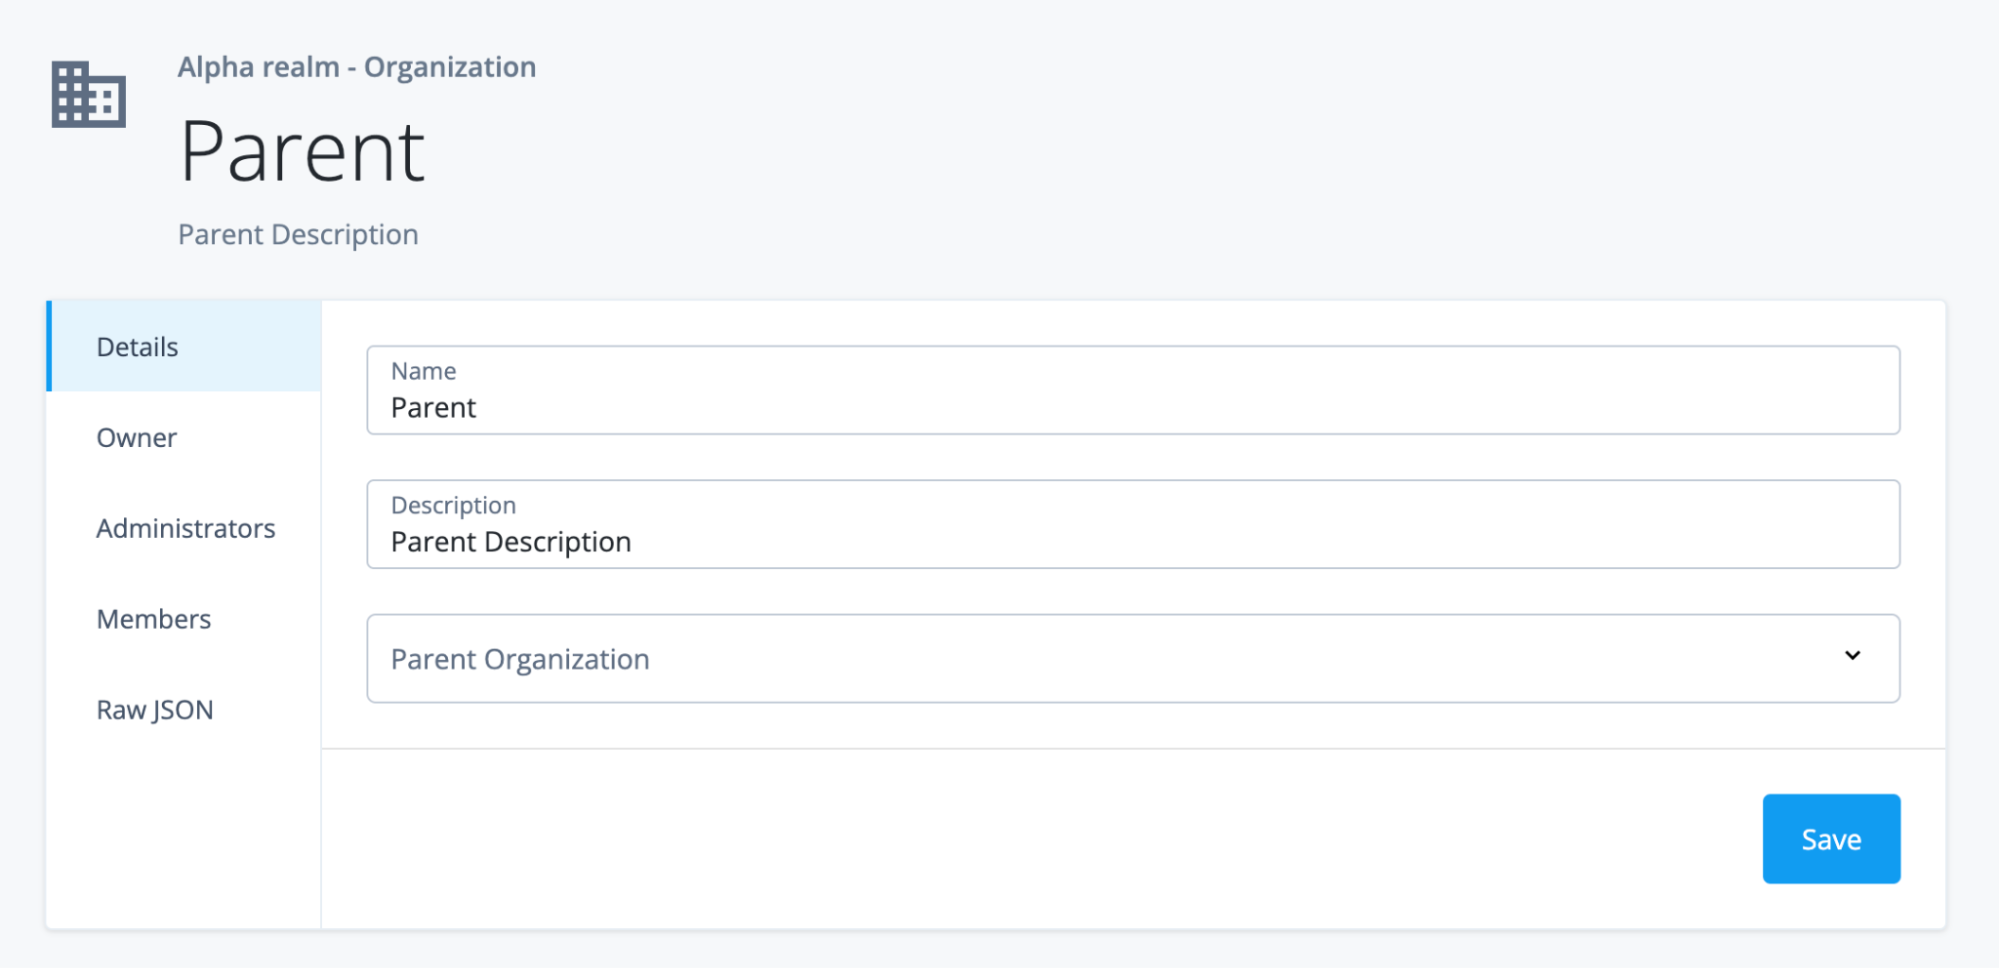 Alpha realm - Organization
Parent
Parent Description
Details
Owner
Administrators
Members
Raw JSON
Name
Parent
Description
Parent Description
Parent Organization
Save